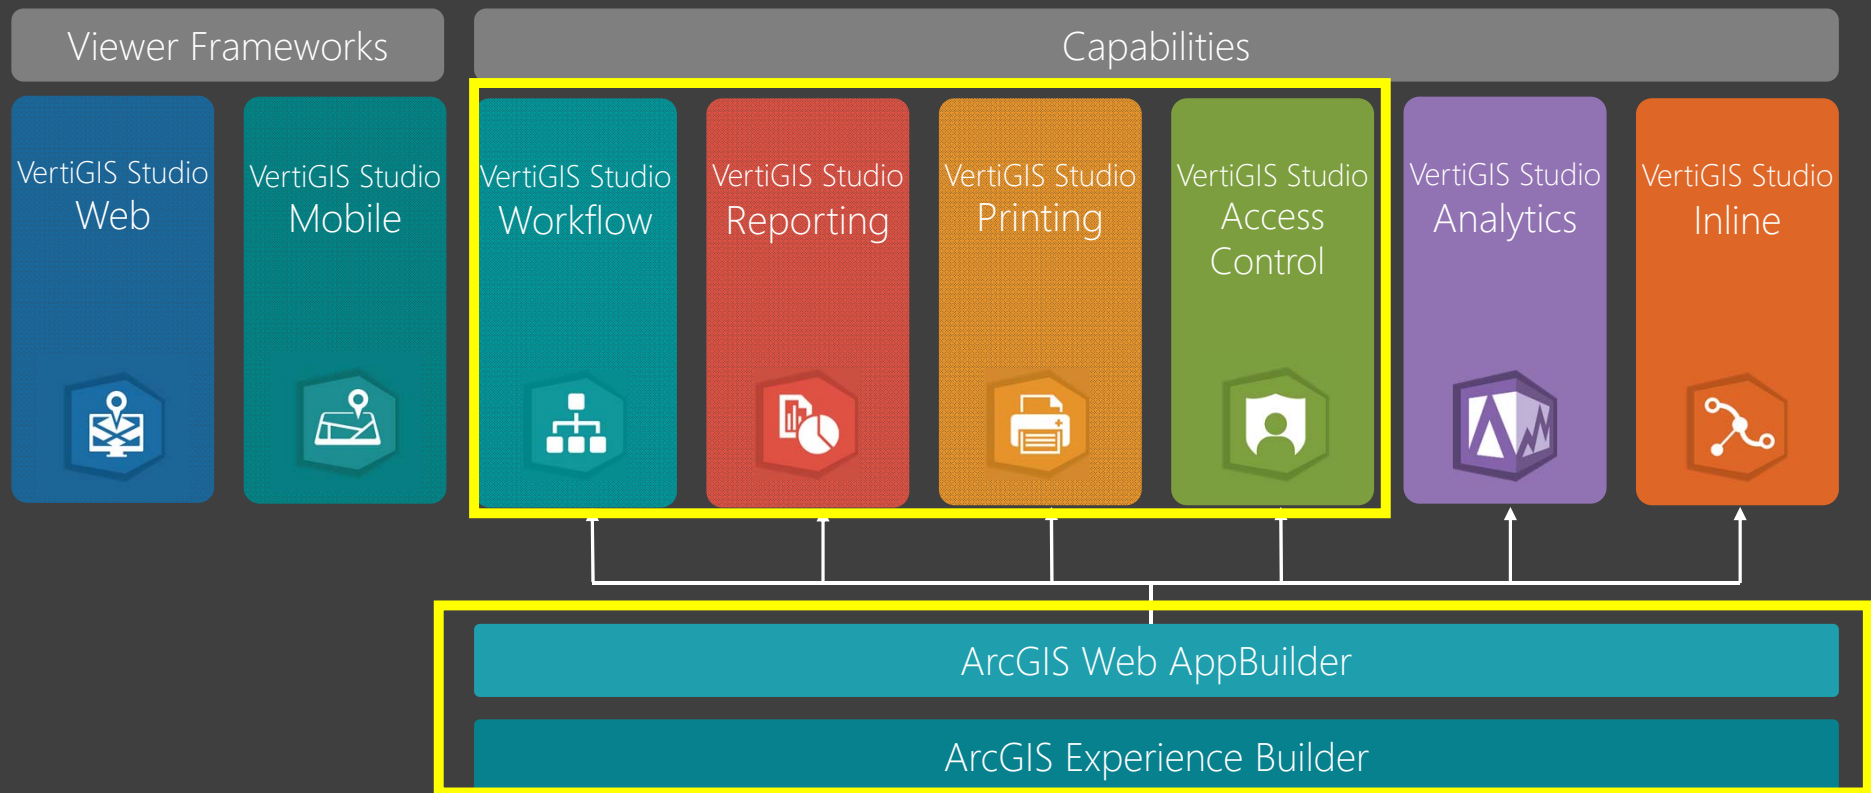 Viewer Frameworks
Capabilities
VertiGIS Studio
Web
VertiGIS Studio
Mobile
VertiGIS Studio
Workflow
VertiGIS Studio
Reporting
VertiGIS Studio
Printing
VertiGIS Studio
Access
Control
VertiGIS Studio
Analytics
VertiGIS Studio
Inline
ArcGIS Web AppBuilder
ArcGIS Experience Builder